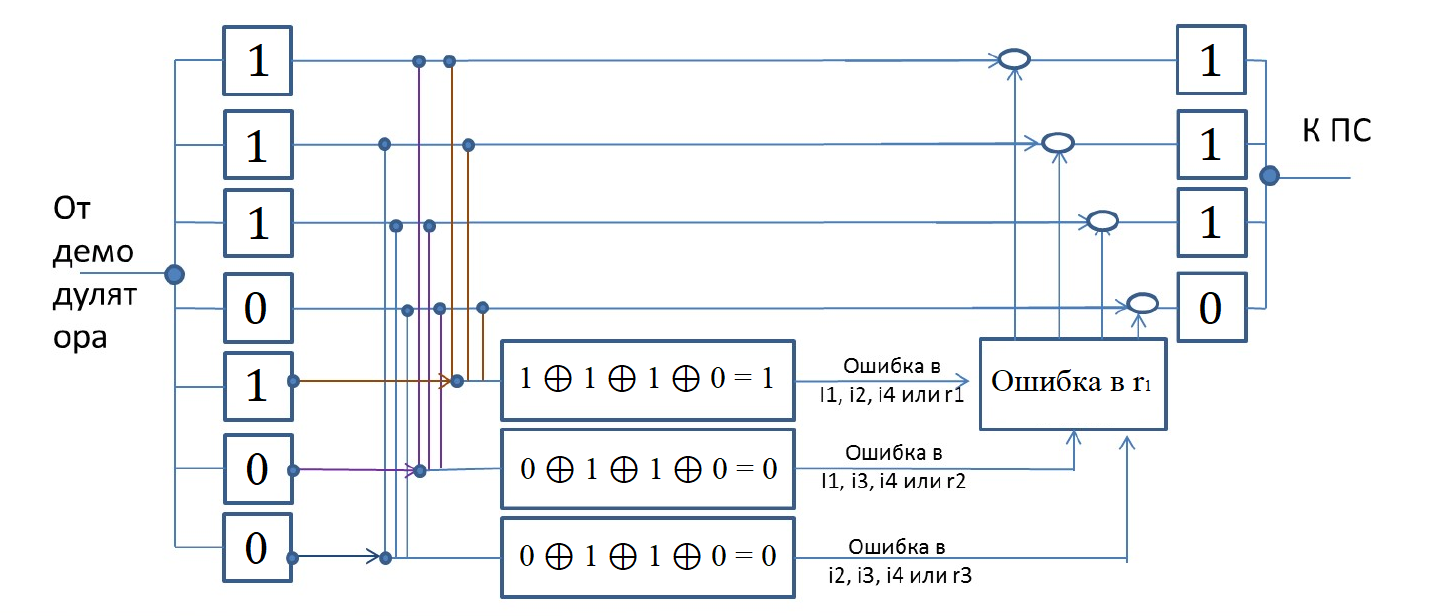 От
демо
дулят
ора
1
1
1
0
1
0
0
1 ⊕ 1 ⊕ 1 ⊕ 0 = 1
0 ⊕ 1 ⊕ 1 ⊕ 0 = 0
0 ⊕ 1 ⊕ 1 ⊕ 0 = 0
Ошибка в
I1, i2, i4 или r1
Ошибка в
I1, i3, i4 или r2
Ошибка в
i2, i3, i4 или r3
Ошибка в r₁
1
1
1
0
К ПС